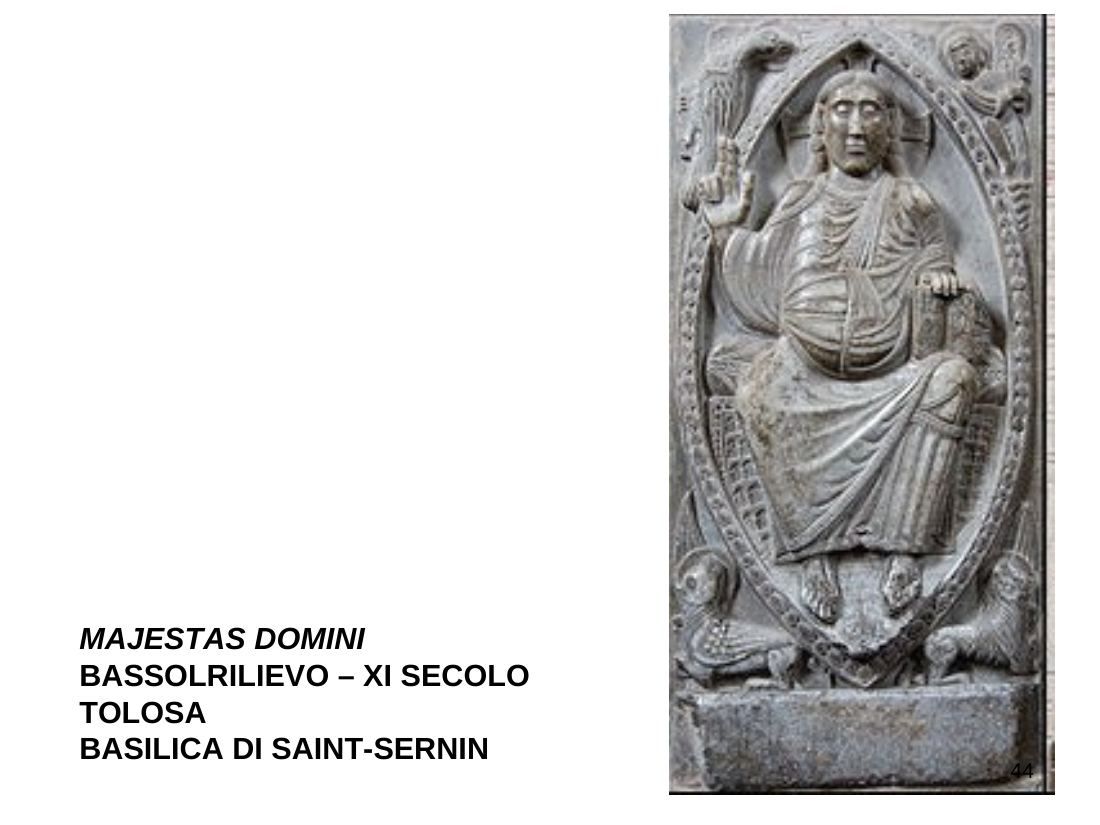 MAJESTAS DOMINI
BASSOLRILIEVO – XI SECOLO
TOLOSA
BASILICA DI SAINT-SERNIN
44